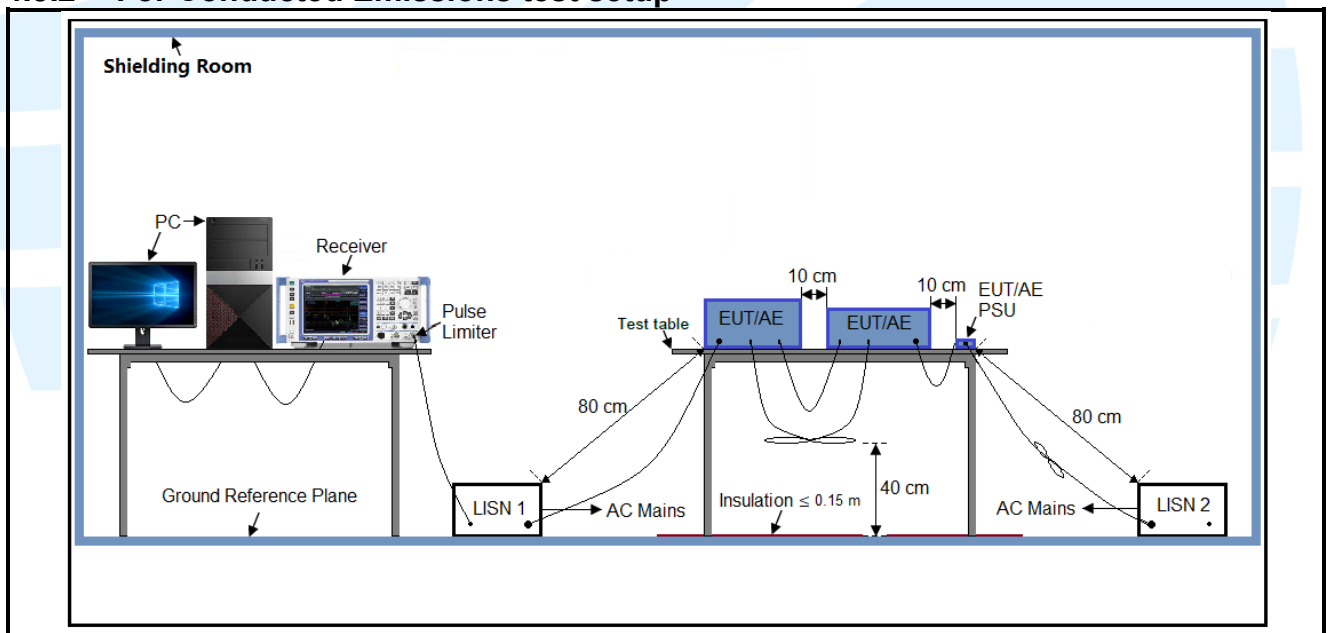 Shielding Room
PC
Receiver
Pulse
Limiter
10 cm
10 cm
EUT/AE
PSU
Test table
EUT/AE
EUT/AE
80 cm
80 cm
Ground Reference Plane
LISN 1
AC Mains
Insulation ≤ 0.15 m
40 cm
AC Mains
LISN 2